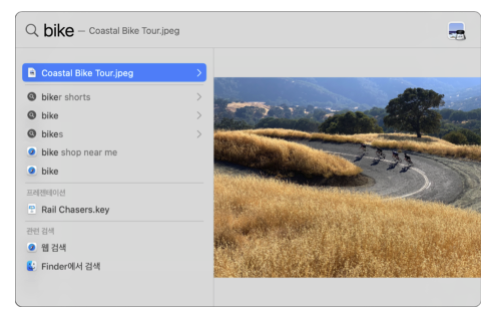 bike — Coastal Bike Tour.jpeg
Coastal Bike Tour.jpeg
biker shorts
bike
bikes
bike shop near me
bike
프레젠테이션
Rail Chasers.key
관련 검색
웹 검색
Finder에서 검색